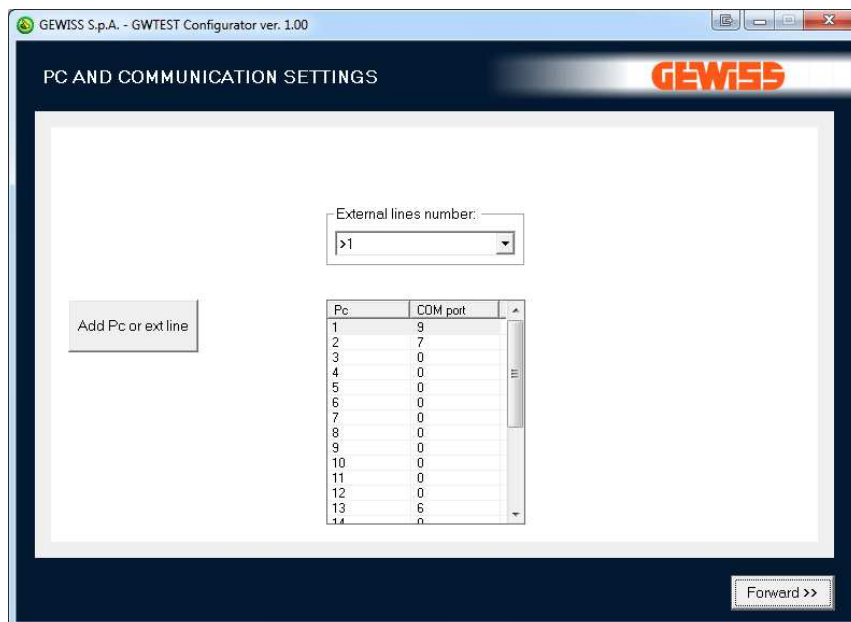 GEWISS S.p.A. - GWTEST Configurator ver. 1.00
PC AND COMMUNICATION SETTINGS
GEWISS
External lines number:
>1
Add Pc or ext line
Pc COM port
1 9
2 7
3 0
4 0
5 0
6 0
7 0
8 0
9 0
10 0
11 0
12 0
13 6
14 0
Forward >>